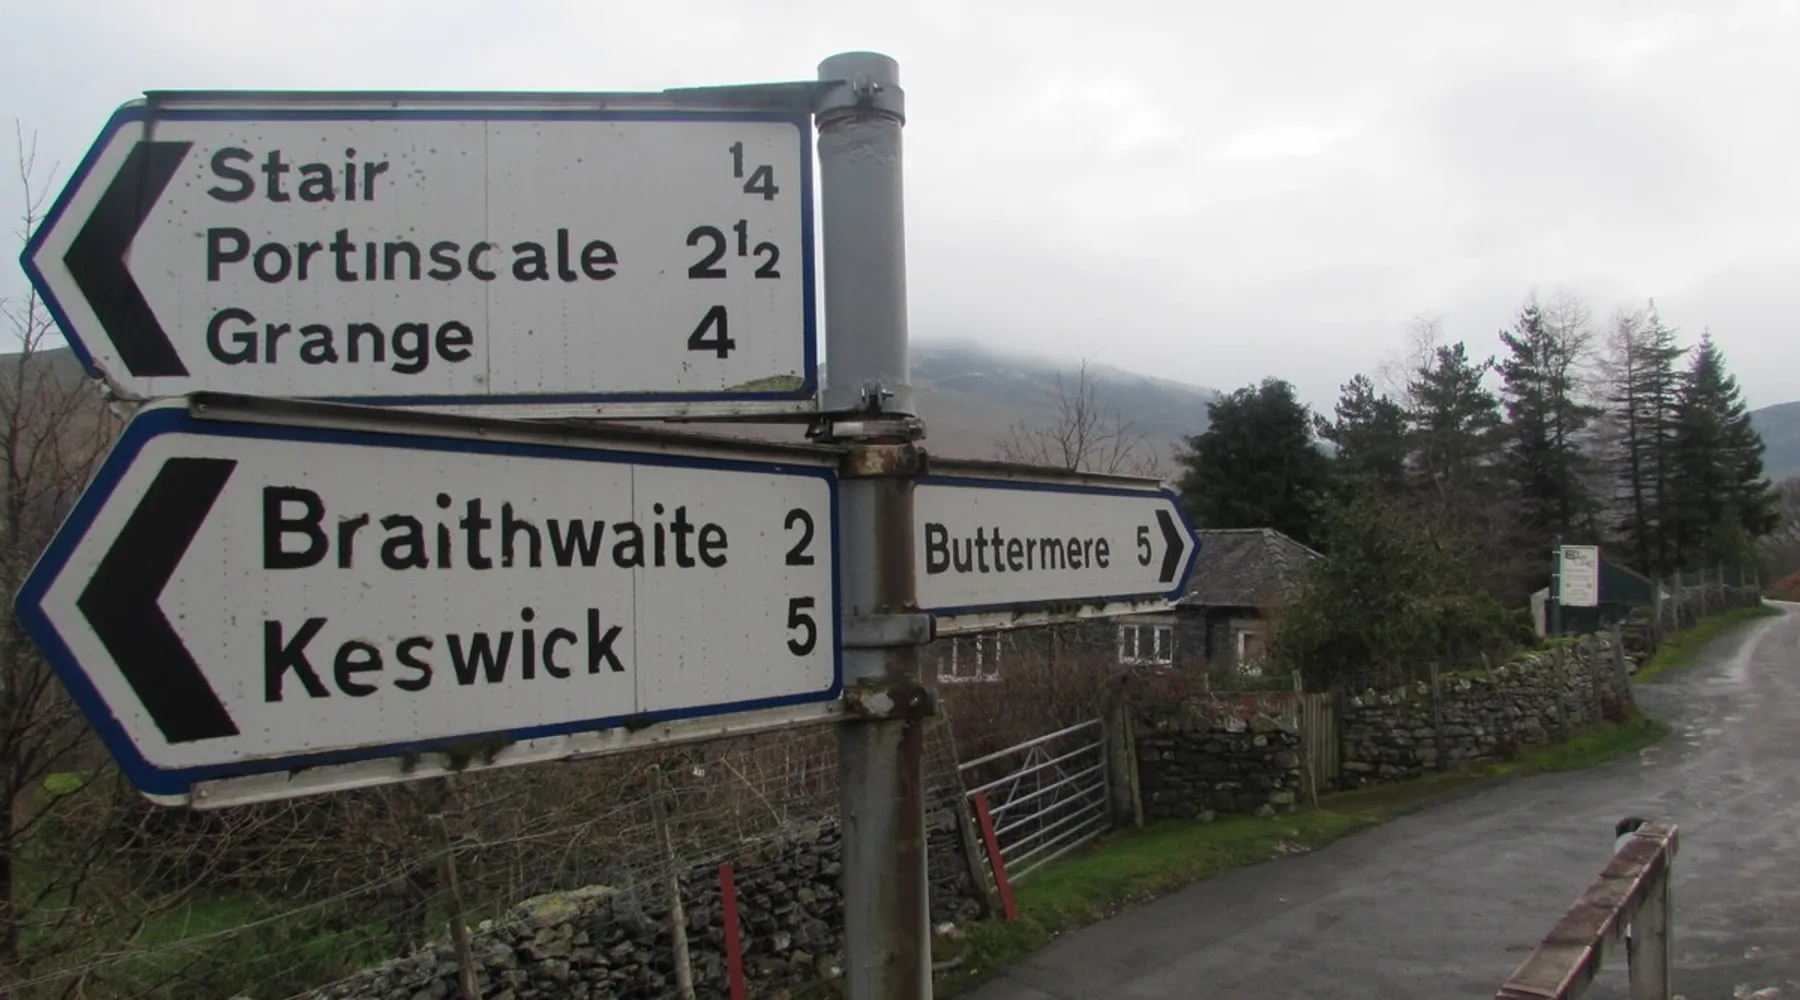 Stair 1/4
Portinscale 2 1/2
Grange 4
Braithwaite 2
Keswick 5
Buttermere 5